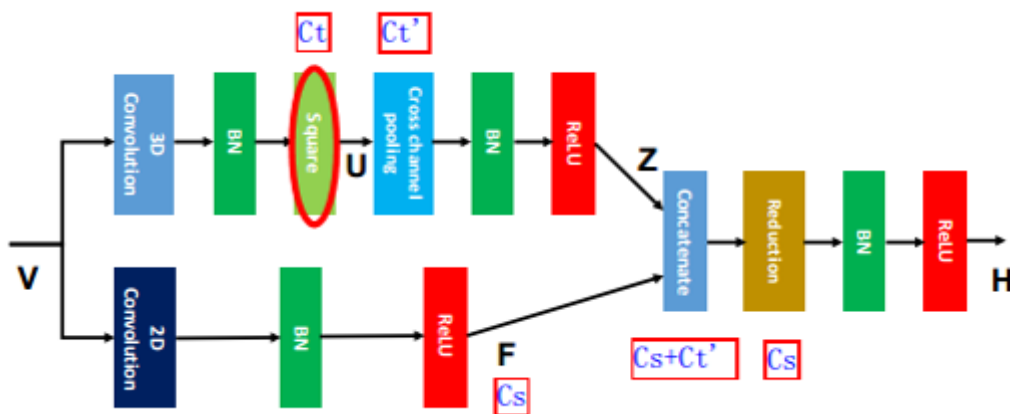 Ct
Ct'
3D
Convolution
BN
Square
U
Cross channel
pooling
BN
ReLU
Z
V
Concatenate
Reduction
BN
ReLU
H
2D
Convolution
BN
ReLU
F
Cs
Cs+Ct'
Cs